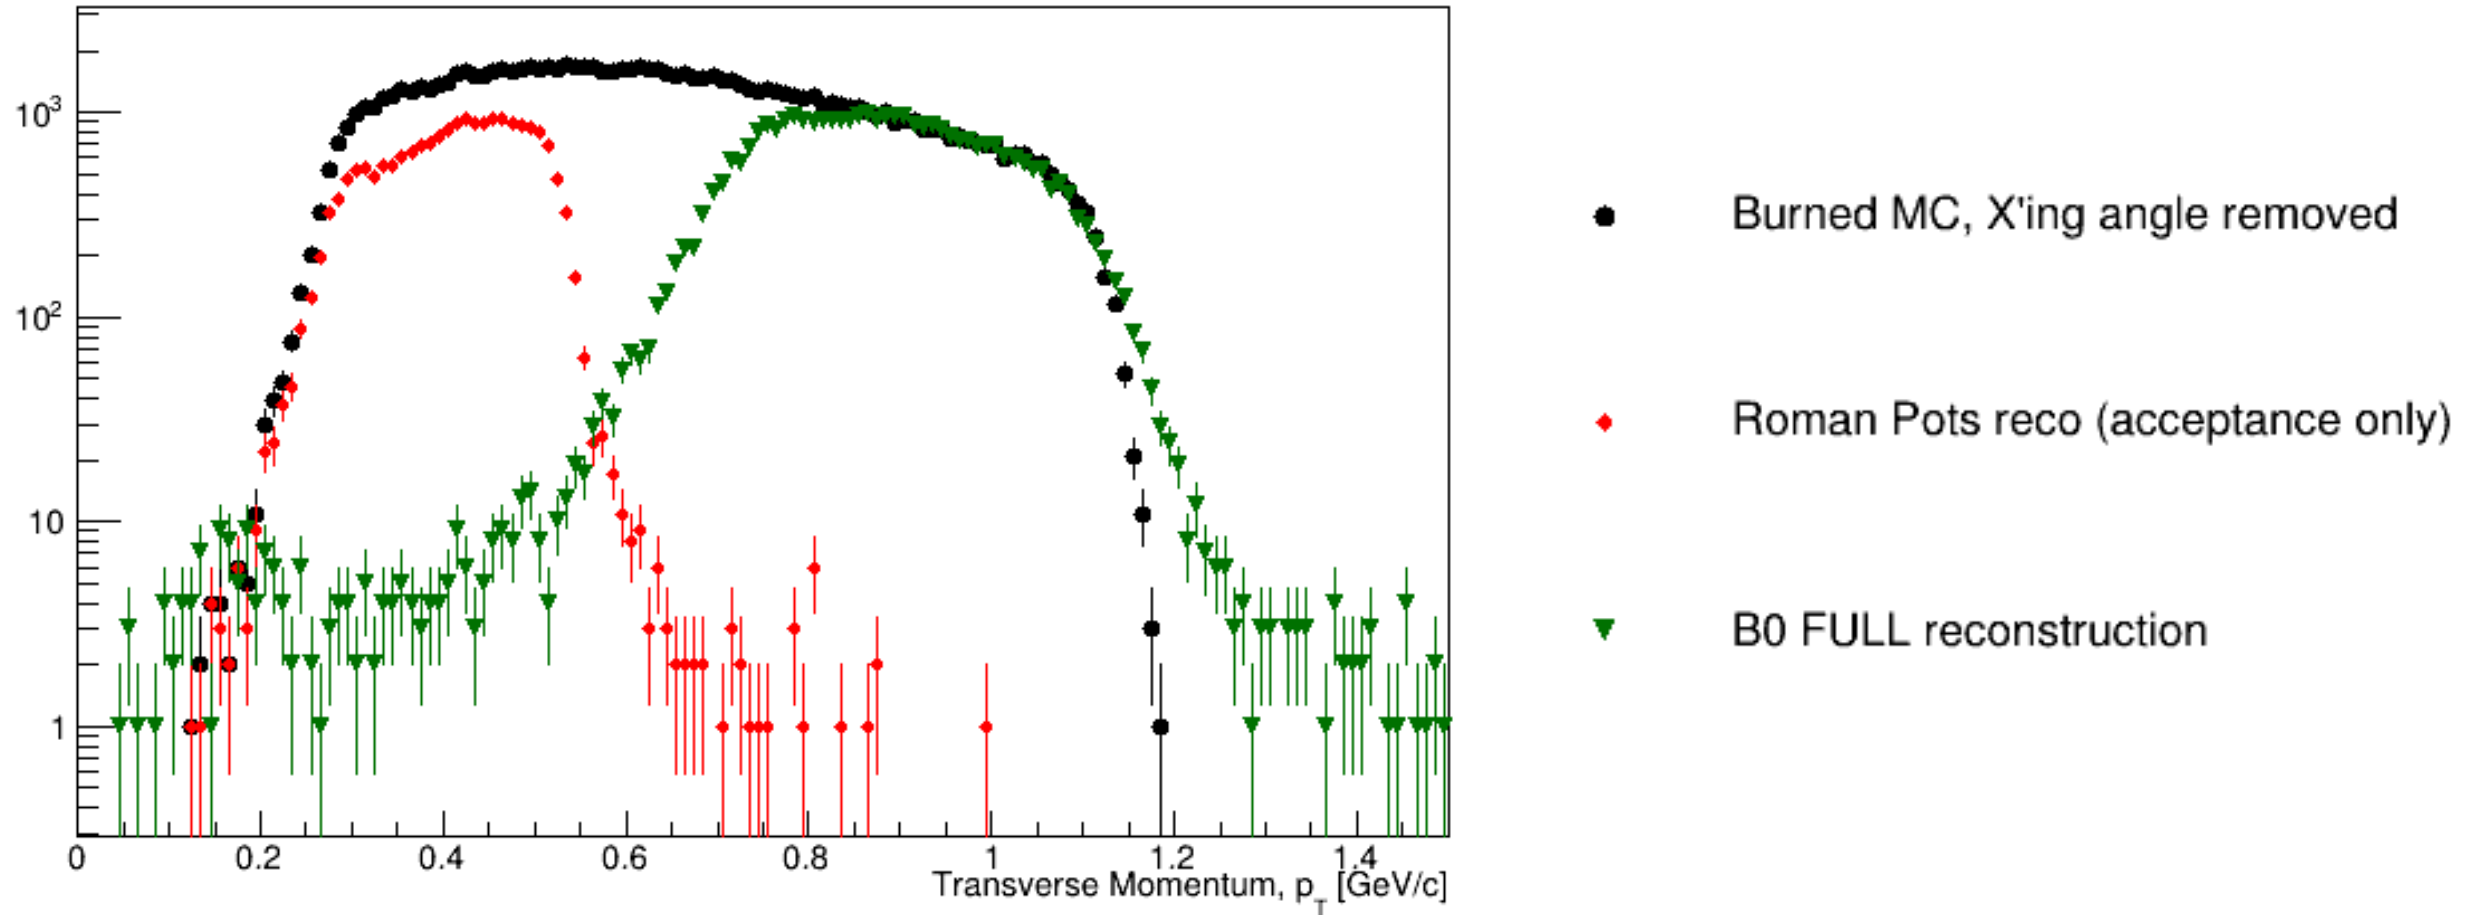 10³
10²
10
1
0 0.2 0.4 0.6 0.8 1 1.2 1.4
Transverse Momentum, p_T [GeV/c]
Burned MC, X'ing angle removed
Roman Pots reco (acceptance only)
B0 FULL reconstruction